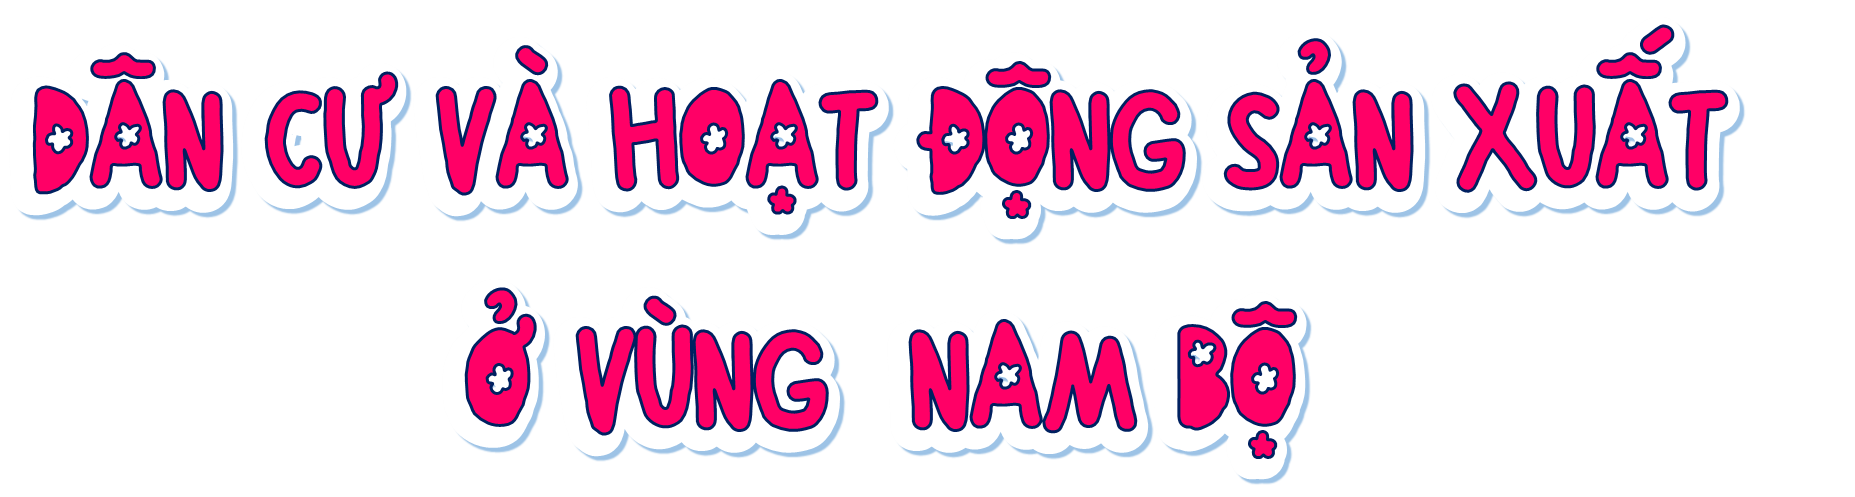 DÂN CƯ VÀ HOẠT ĐỘNG SẢN XUẤT
Ở VÙNG NAM BỘ